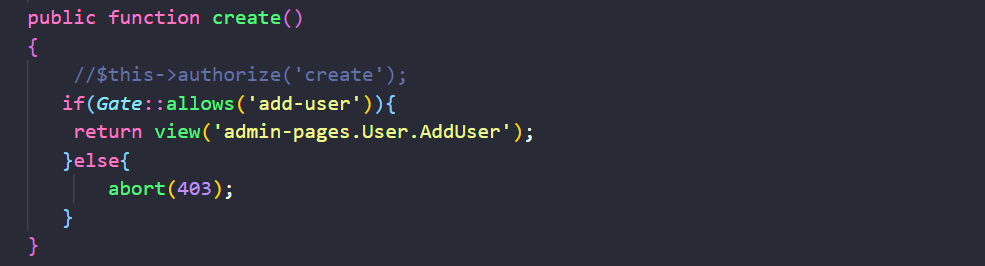 public function create()
{
//$this->authorize('create');
if(Gate::allows('add-user')){
return view('admin-pages.User.AddUser');
}else{
abort(403);
}
}